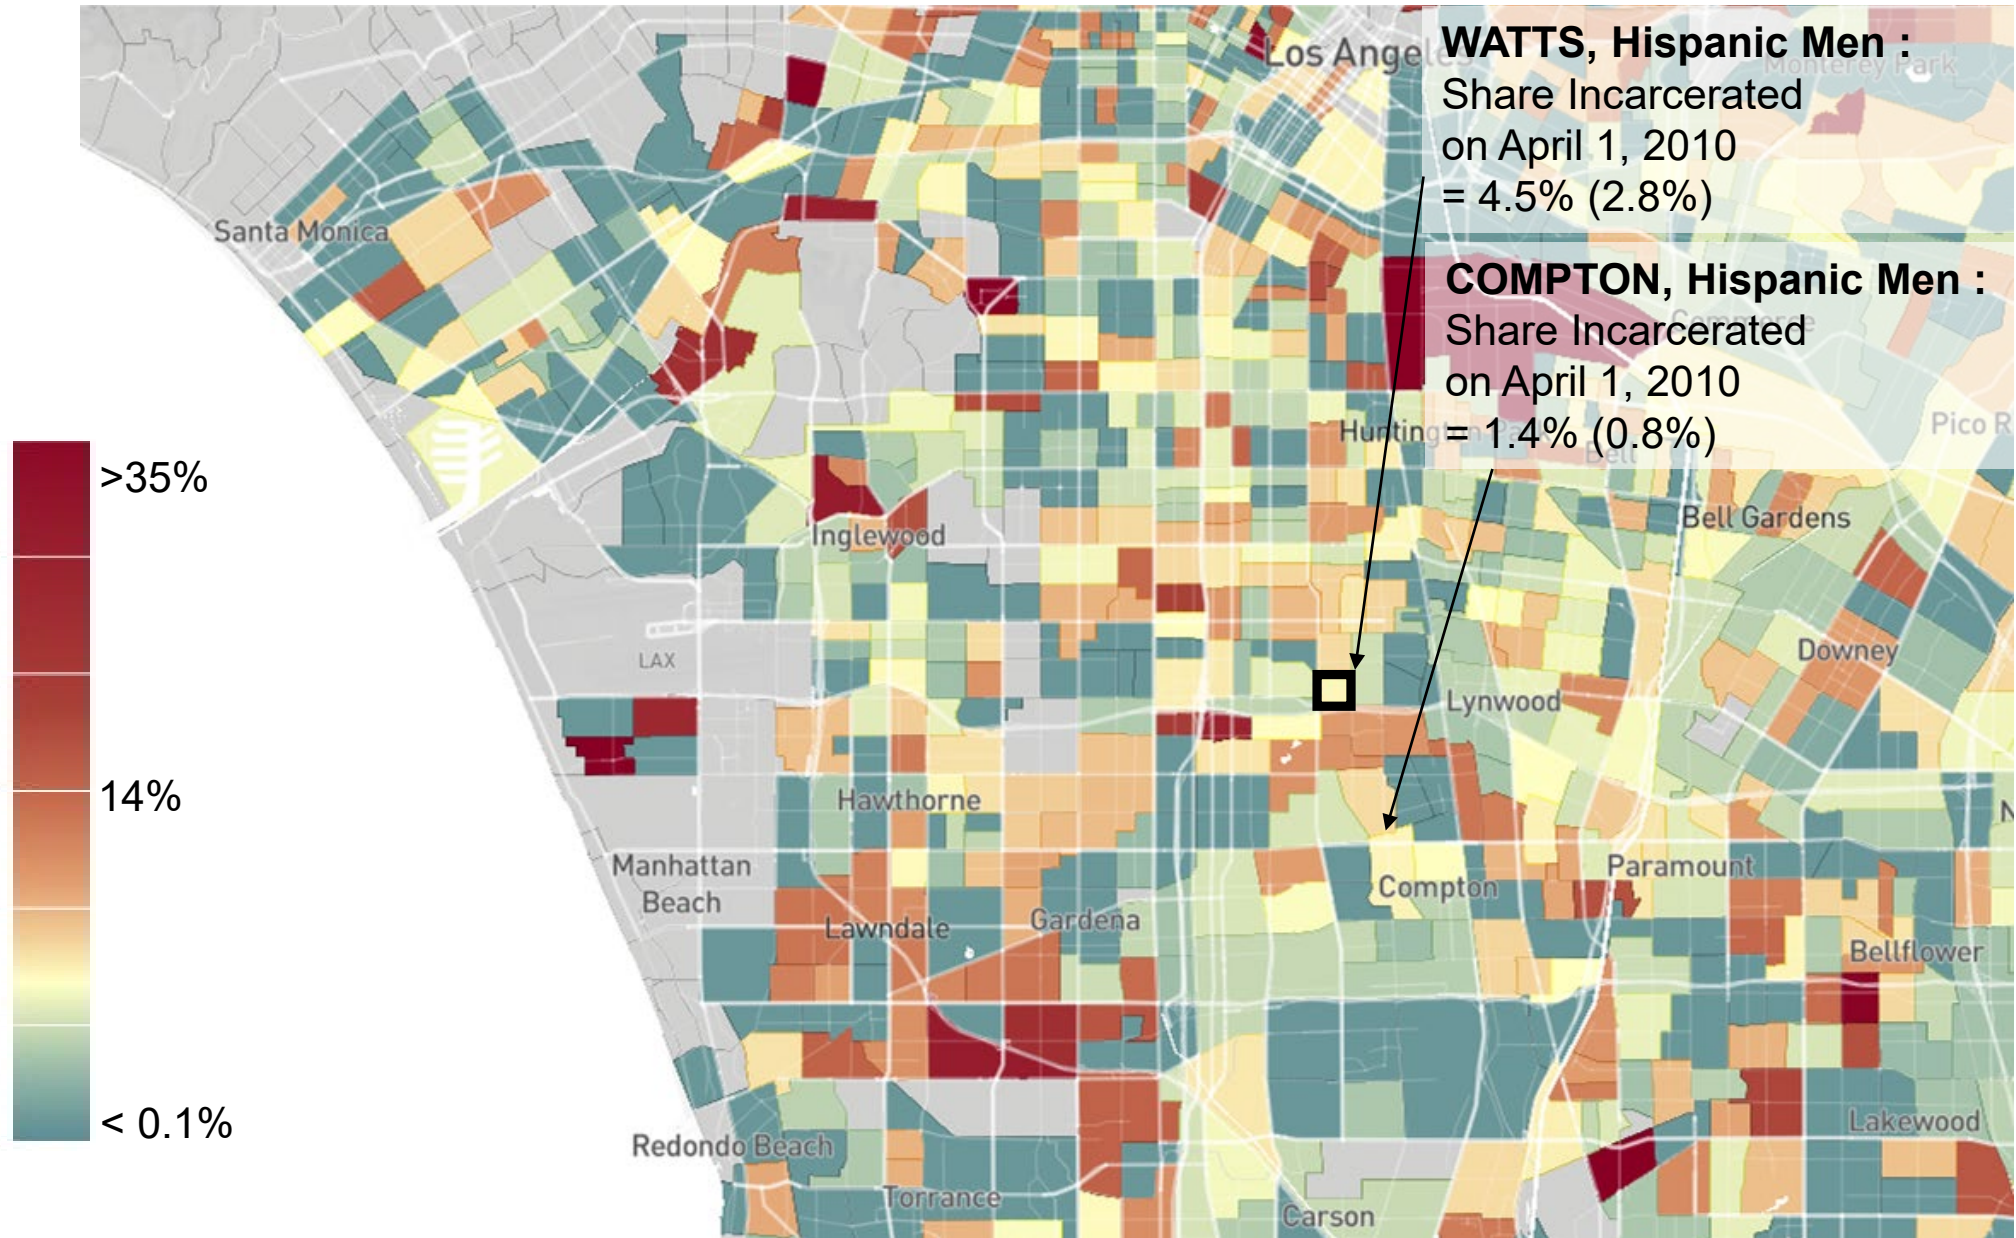 WATTS, Hispanic Men :
Share Incarcerated
on April 1, 2010
= 4.5% (2.8%)
COMPTON, Hispanic Men :
Share Incarcerated
on April 1, 2010
= 1.4% (0.8%)
>35%
14%
< 0.1%
Los Angeles
Monterey Park
Santa Monica
Commerce
Huntington Park
Bell
Pico R
Inglewood
Bell Gardens
LAX
Downey
Lynwood
Hawthorne
N
Manhattan
Beach
Paramount
Compton
Lawndale
Gardena
Bellflower
Redondo Beach
Lakewood
Torrance
Carson